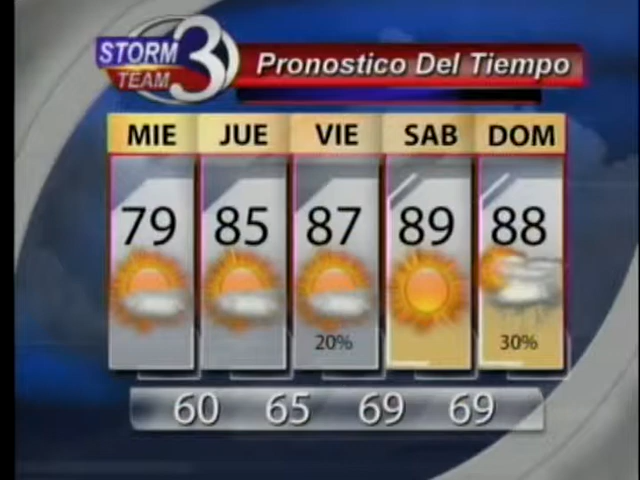 STORM
TEAM
3
Pronostico Del Tiempo
MIE JUE VIE SAB DOM
79 85 87 89 88
20% 30%
60 65 69 69